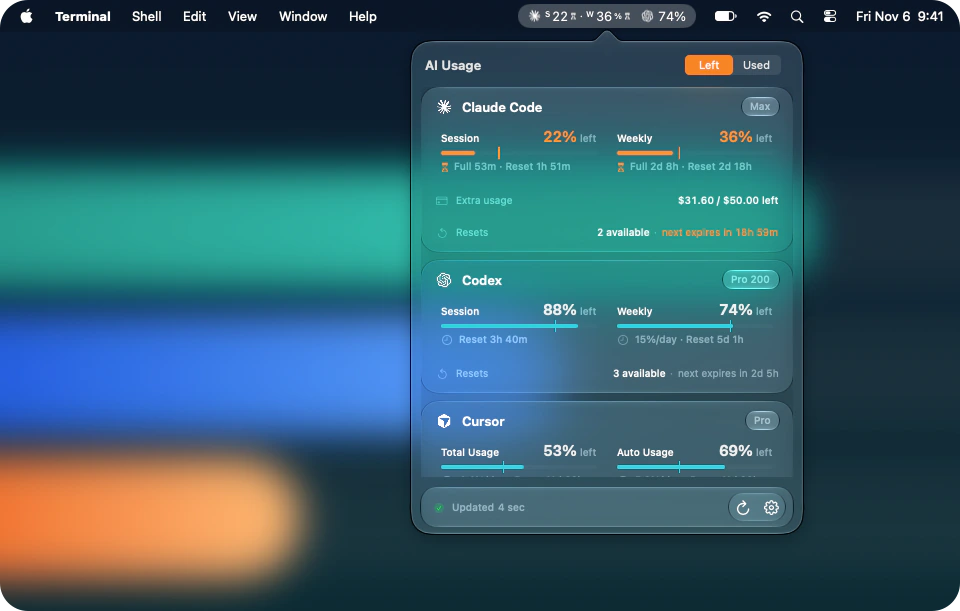 Terminal Shell Edit View Window Help
S 22 · W 36 % 74% Fri Nov 6 9:41
AI Usage
Left Used
Claude Code Max
Session 22% left
Full 53m · Reset 1h 51m
Weekly 36% left
Full 2d 8h · Reset 2d 18h
Extra usage $31.60 / $50.00 left
Resets 2 available · next expires in 18h 59m
Codex Pro 200
Session 88% left
Reset 3h 40m
Weekly 74% left
15%/day · Reset 5d 1h
Resets 3 available · next expires in 2d 5h
Cursor Pro
Total Usage 53% left
Auto Usage 69% left
Updated 4 sec